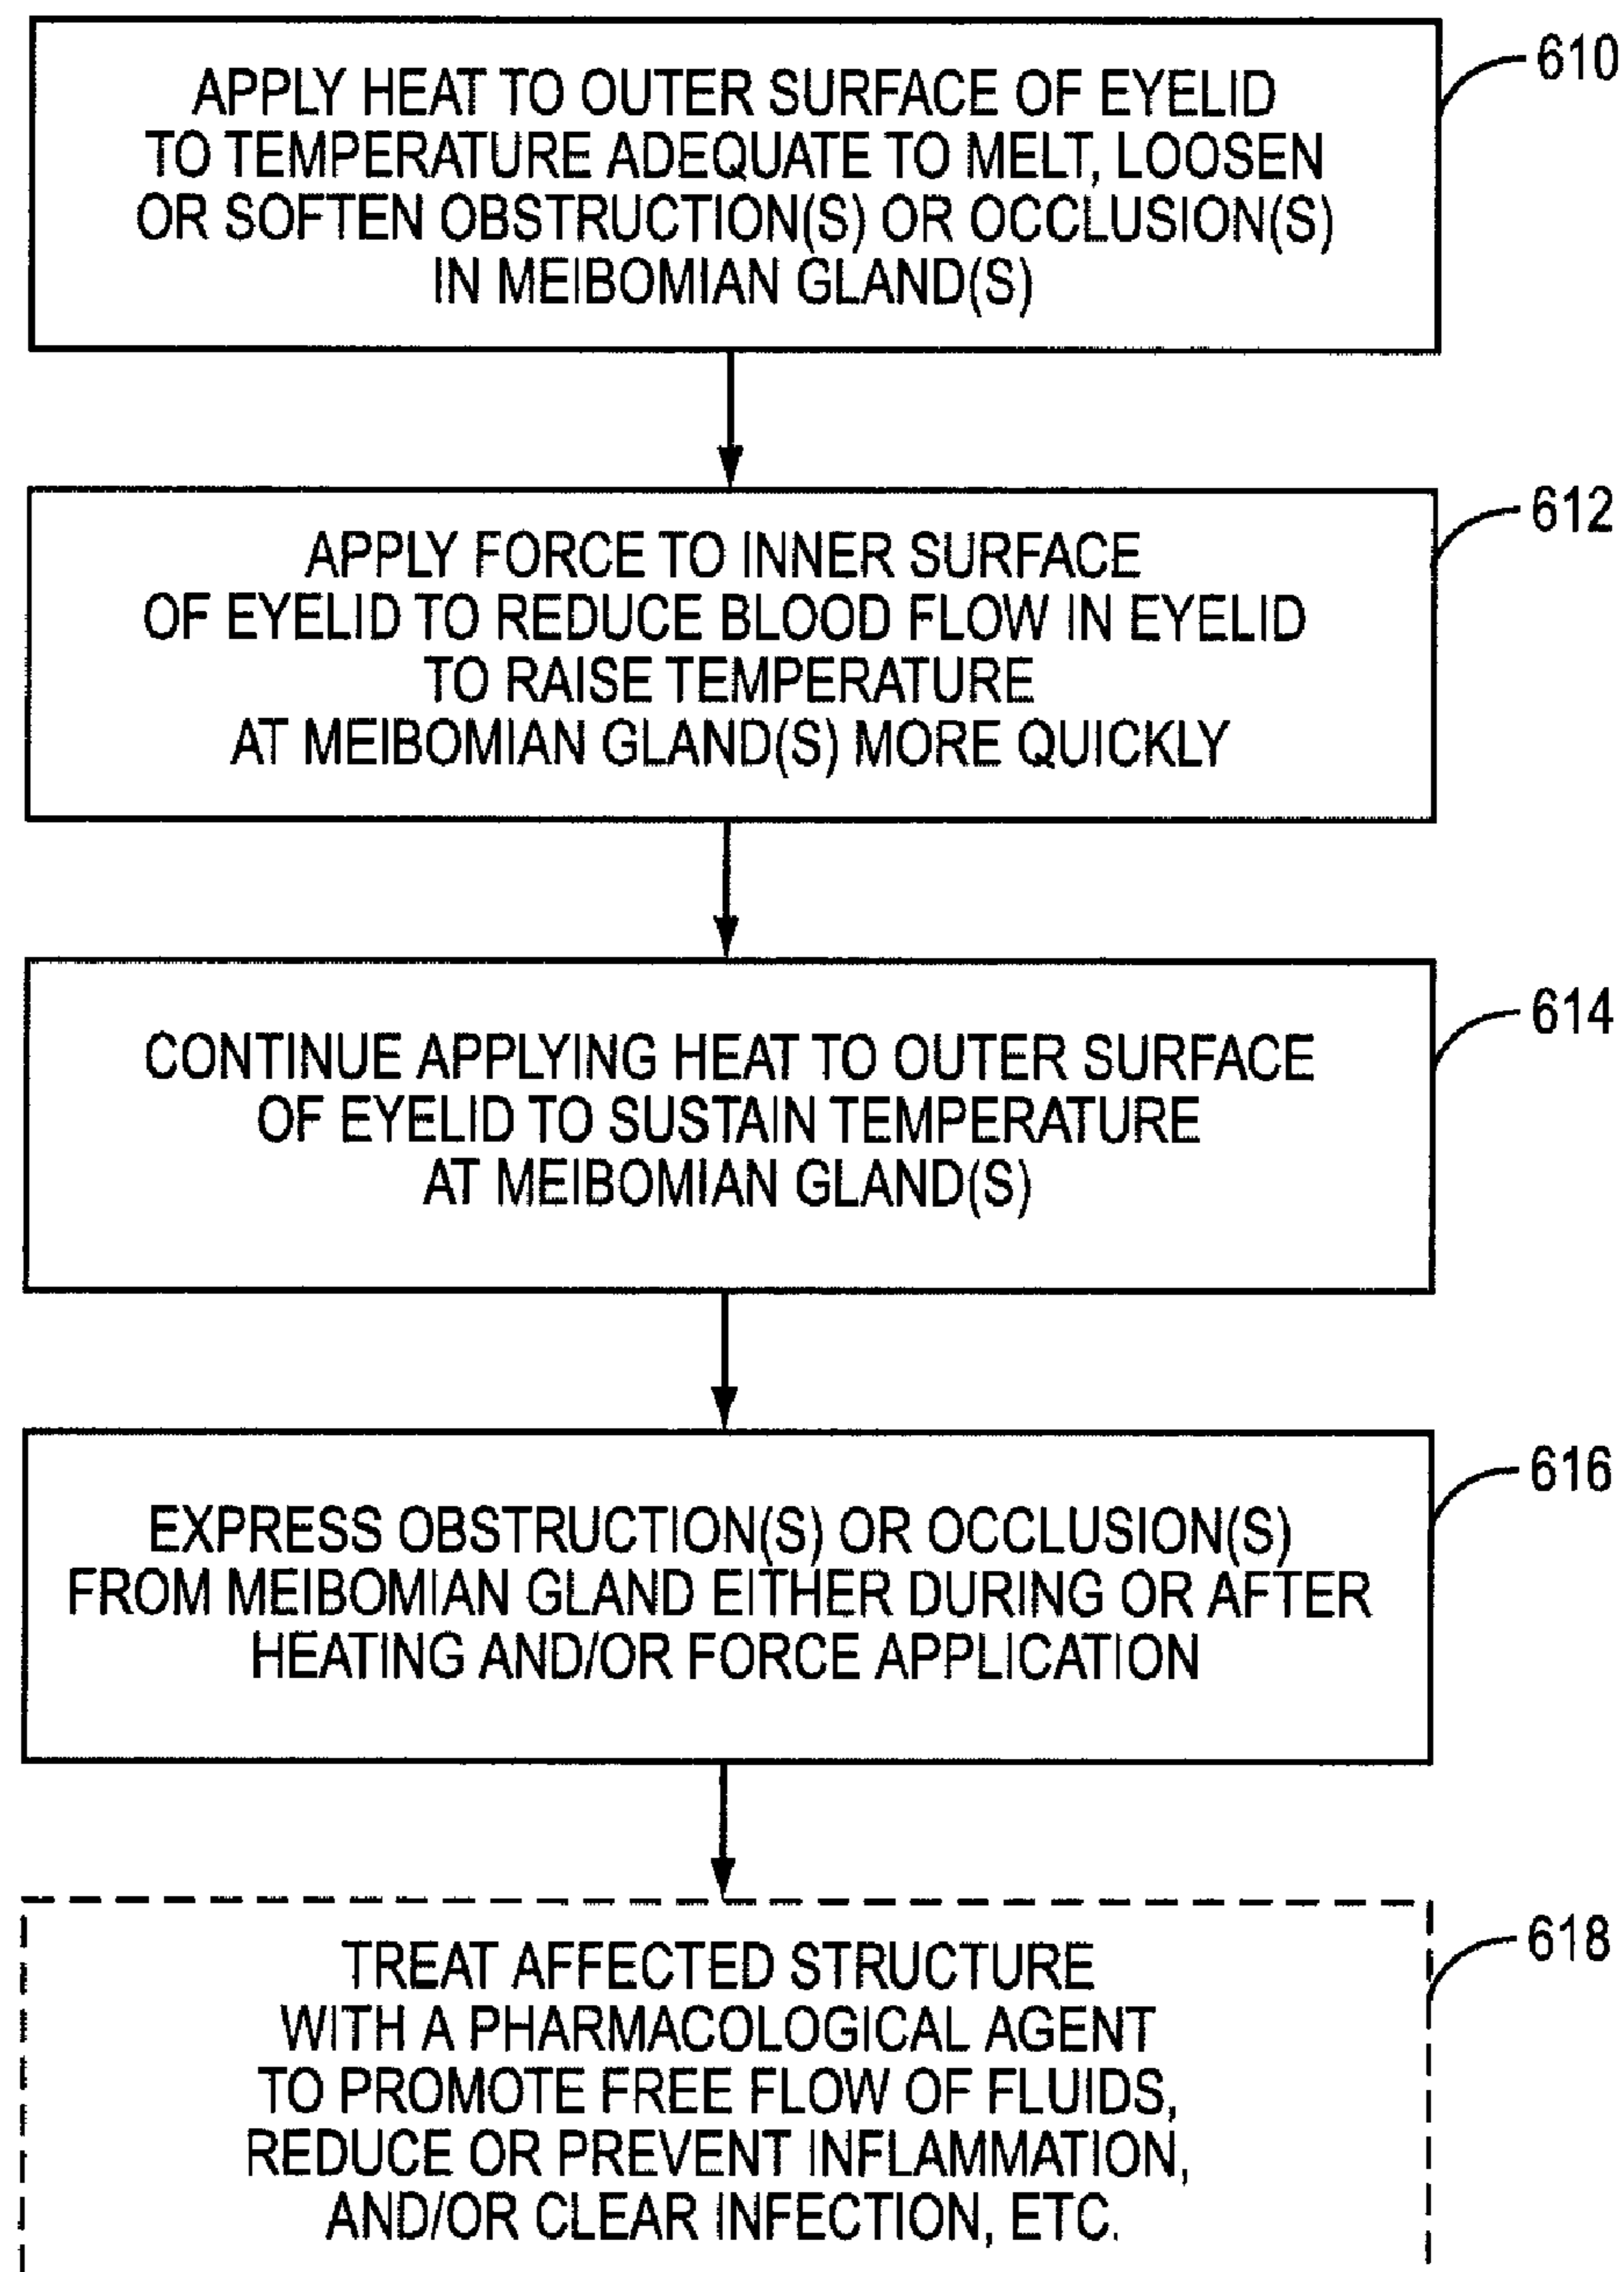 APPLY HEAT TO OUTER SURFACE OF EYELID
TO TEMPERATURE ADEQUATE TO MELT, LOOSEN
OR SOFTEN OBSTRUCTION(S) OR OCCLUSION(S)
IN MEIBOMIAN GLAND(S)
610
APPLY FORCE TO INNER SURFACE
OF EYELID TO REDUCE BLOOD FLOW IN EYELID
TO RAISE TEMPERATURE
AT MEIBOMIAN GLAND(S) MORE QUICKLY
612
CONTINUE APPLYING HEAT TO OUTER SURFACE
OF EYELID TO SUSTAIN TEMPERATURE
AT MEIBOMIAN GLAND(S)
614
EXPRESS OBSTRUCTION(S) OR OCCLUSION(S)
FROM MEIBOMIAN GLAND EITHER DURING OR AFTER
HEATING AND/OR FORCE APPLICATION
616
TREAT AFFECTED STRUCTURE
WITH A PHARMACOLOGICAL AGENT
TO PROMOTE FREE FLOW OF FLUIDS,
REDUCE OR PREVENT INFLAMMATION,
AND/OR CLEAR INFECTION, ETC.
618